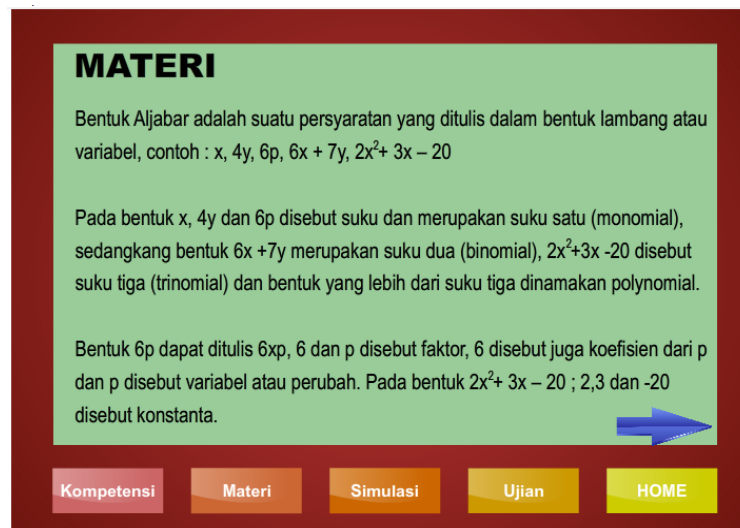 MATERI
Bentuk Aljabar adalah suatu persyaratan yang ditulis dalam bentuk lambang atau
variabel, contoh : x, 4y, 6p, 6x + 7y, 2x²+ 3x – 20
Pada bentuk x, 4y dan 6p disebut suku dan merupakan suku satu (monomial),
sedangkang bentuk 6x +7y merupakan suku dua (binomial), 2x²+3x -20 disebut
suku tiga (trinomial) dan bentuk yang lebih dari suku tiga dinamakan polynomial.
Bentuk 6p dapat ditulis 6xp, 6 dan p disebut faktor, 6 disebut juga koefisien dari p
dan p disebut variabel atau perubah. Pada bentuk 2x²+ 3x – 20 ; 2,3 dan -20
disebut konstanta.
Kompetensi
Materi
Simulasi
Ujian
HOME